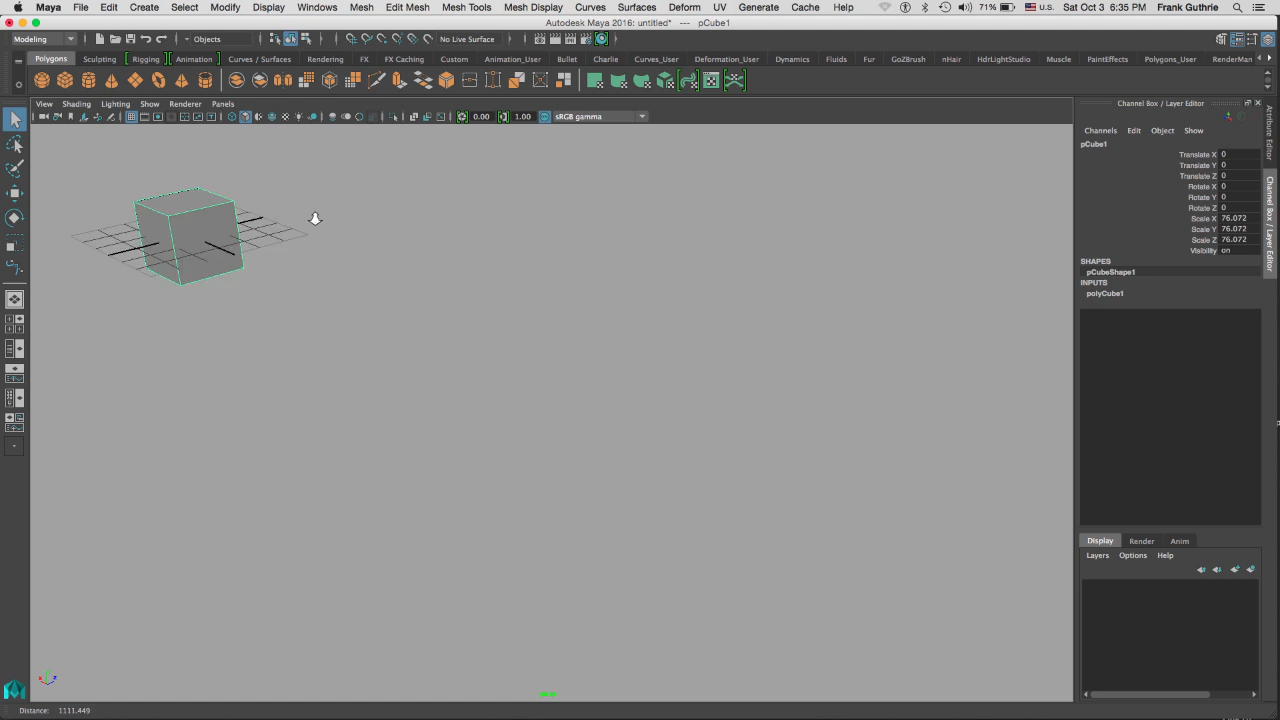 Maya File Edit Create Select Modify Display Windows Mesh Edit Mesh Mesh Tools Mesh Display Curves Surfaces Deform UV Generate Cache Help 71% U.S. Sat Oct 3 6:35 PM Frank Guthrie
Autodesk Maya 2016: untitled* --- pCube1
Modeling Objects No Live Surface
Polygons Sculpting Rigging Animation Curves / Surfaces Rendering FX FX Caching Custom Animation_User Bullet Charlie Curves_User Deformation_User Dynamics Fluids Fur GoZBrush nHair HdrLightStudio Muscle PaintEffects Polygons_User RenderMan
View Shading Lighting Show Renderer Panels
0.00 1.00 sRGB gamma
Channel Box / Layer Editor
Channels Edit Object Show
pCube1
Translate X 0
Translate Y 0
Translate Z 0
Rotate X 0
Rotate Y 0
Rotate Z 0
Scale X 76.072
Scale Y 76.072
Scale Z 76.072
Visibility on
SHAPES
pCubeShape1
INPUTS
polyCube1
Attribute Editor
Channel Box / Layer Editor
Display Render Anim
Layers Options Help
Distance: 1111.449